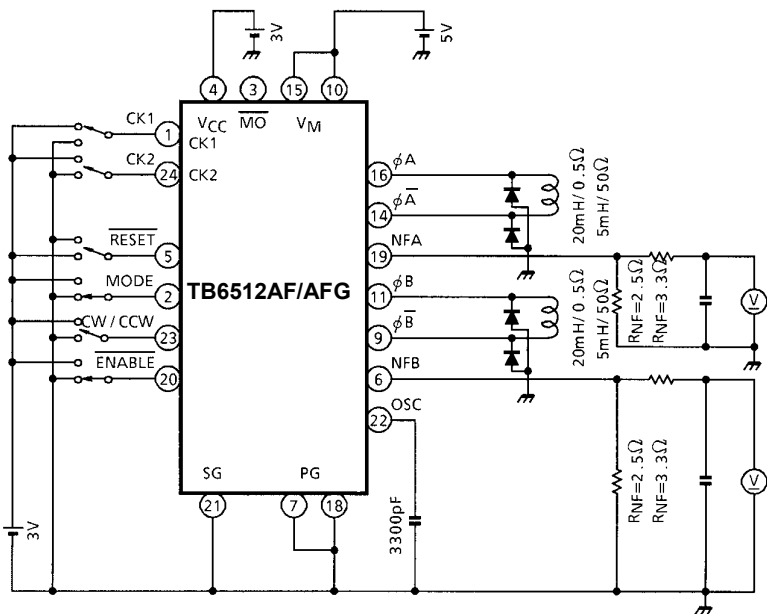 3V
5V
4
3
15
10
VCC
MO
VM
CK1
1
CK1
CK2
24
CK2
RESET
5
MODE
2
CW / CCW
23
ENABLE
20
TB6512AF/AFG
16
φA
14
φA
19
NFA
11
φB
9
φB
6
NFB
22
OSC
20mH / 0.5Ω
5mH / 50Ω
20mH / 0.5Ω
5mH / 50Ω
RNF=2.5Ω
RNF=3.3Ω
V
RNF=2.5Ω
RNF=3.3Ω
V
SG
PG
21
7
18
3V
3300pF